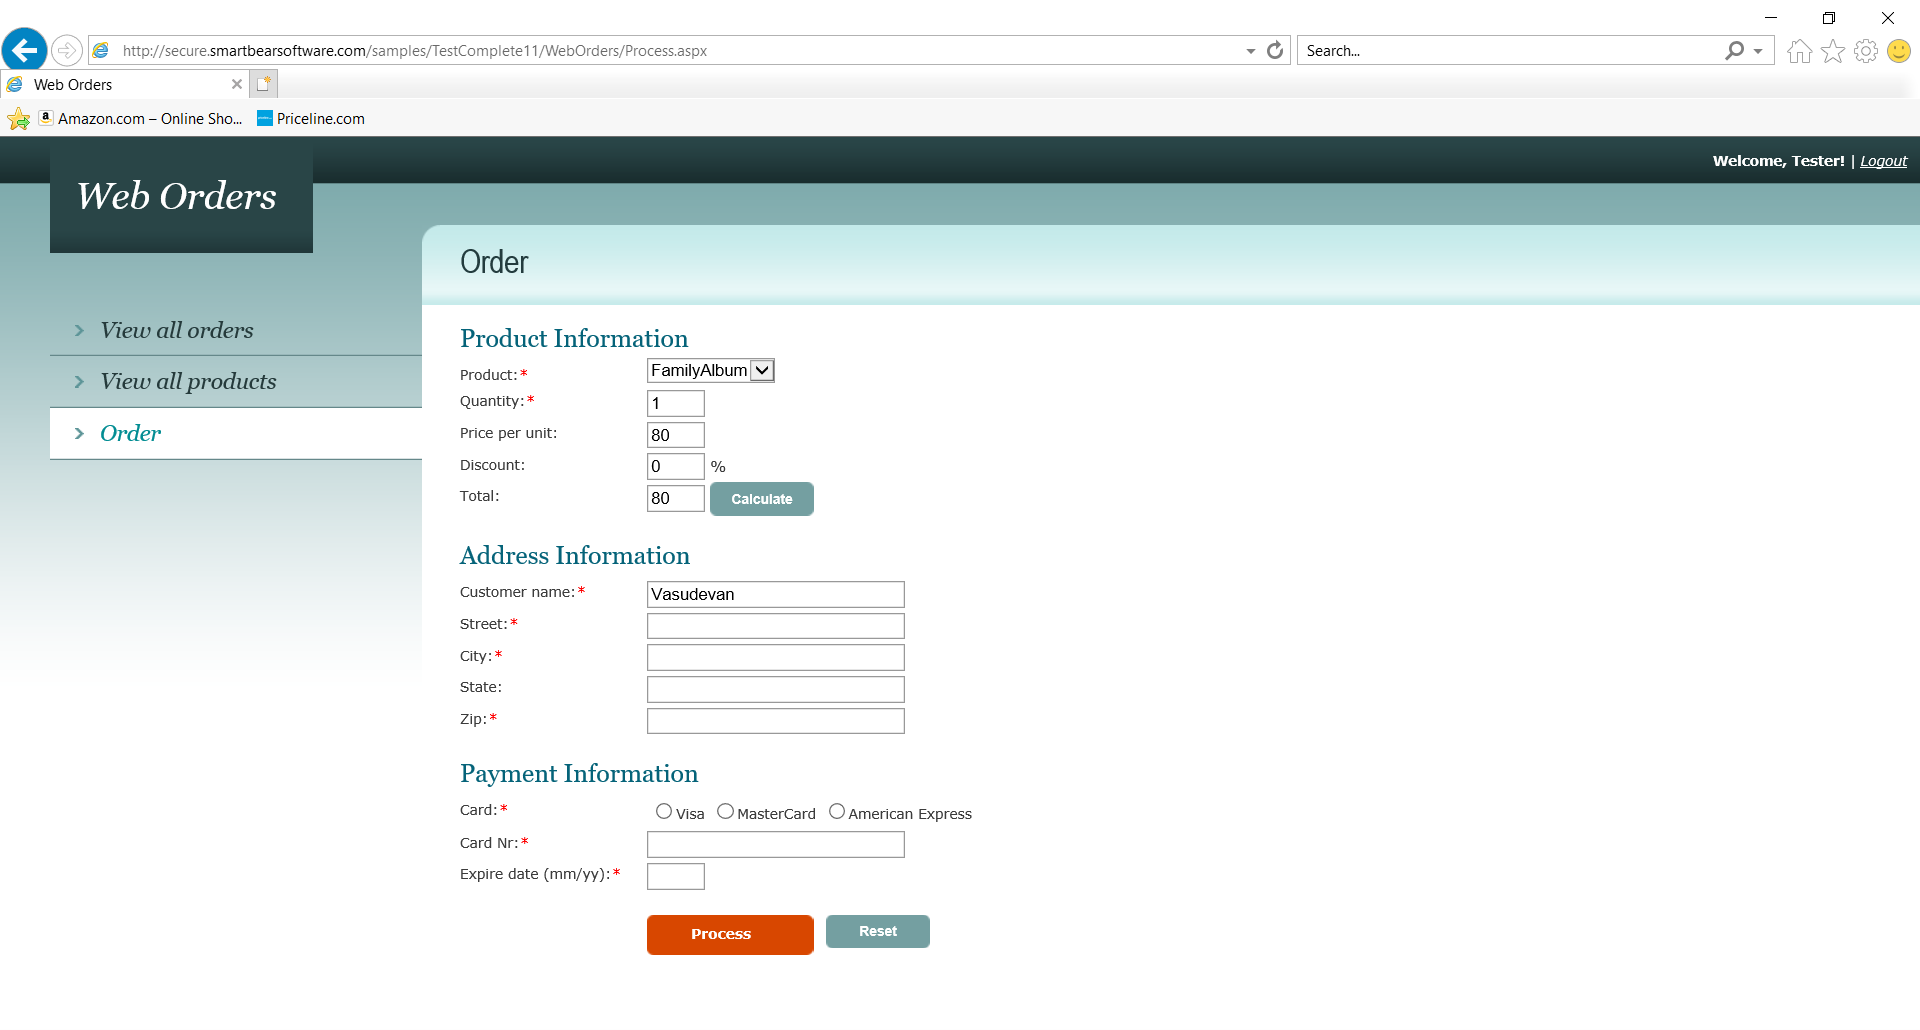 http://secure.smartbearsoftware.com/samples/TestComplete11/WebOrders/Process.aspx
Search...
Web Orders
a Amazon.com – Online Sho...
Priceline.com
Welcome, Tester! | Logout
Web Orders
Order
View all orders
View all products
Order
Product Information
Product:* FamilyAlbum
Quantity:* 1
Price per unit: 80
Discount: 0 %
Total: 80 Calculate
Address Information
Customer name:* Vasudevan
Street:*
City:*
State:
Zip:*
Payment Information
Card:* Visa MasterCard American Express
Card Nr:*
Expire date (mm/yy):*
Process Reset